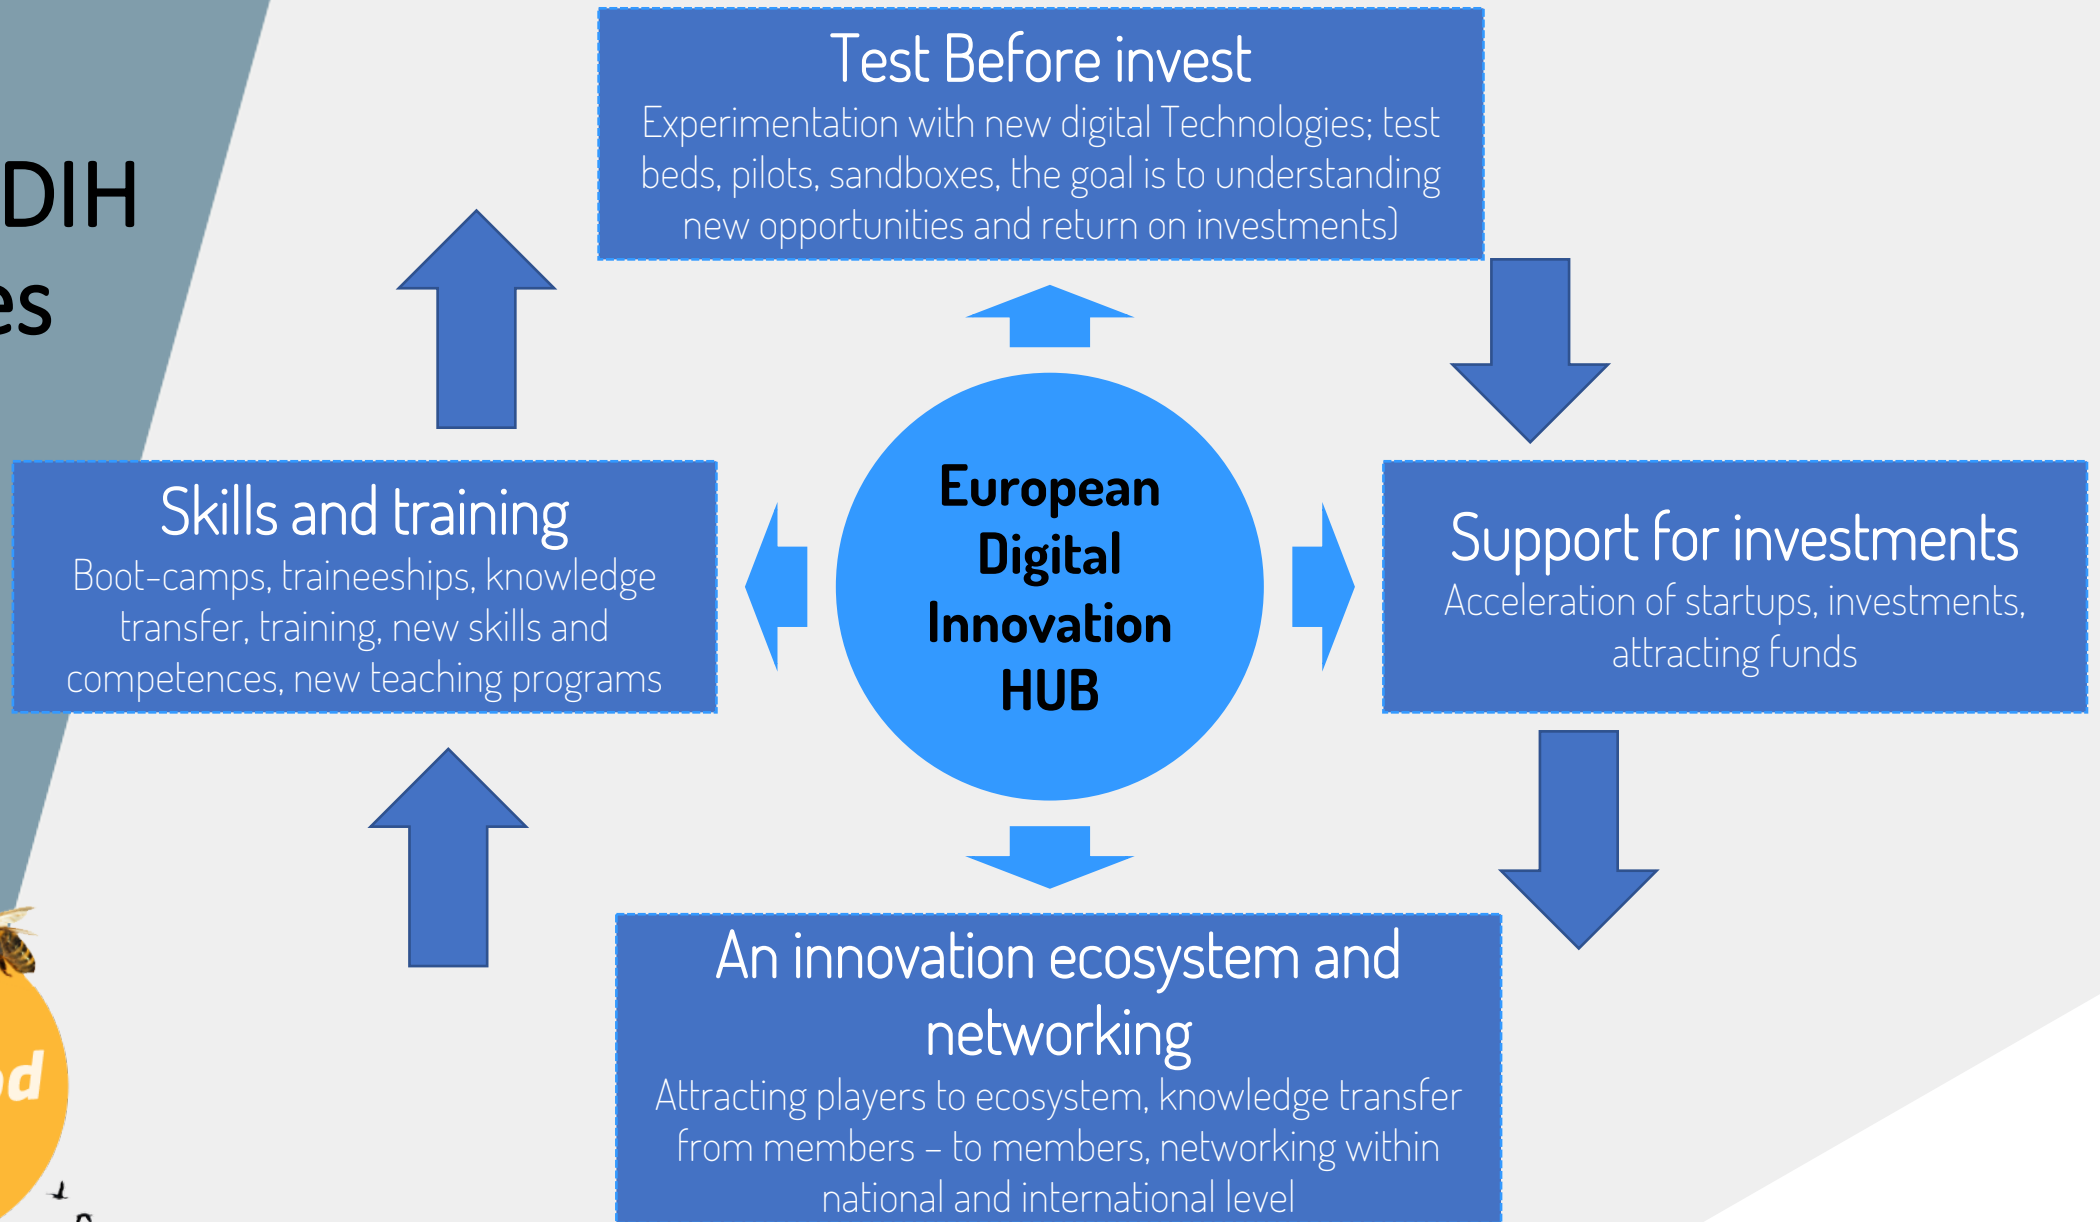 DIH
es
Test Before invest
Experimentation with new digital Technologies; test
beds, pilots, sandboxes, the goal is to understanding
new opportunities and return on investments)
Skills and training
Boot-camps, traineeships, knowledge
transfer, training, new skills and
competences, new teaching programs
European
Digital
Innovation
HUB
Support for investments
Acceleration of startups, investments,
attracting funds
An innovation ecosystem and
networking
Attracting players to ecosystem, knowledge transfer
from members – to members, networking within
national and international level